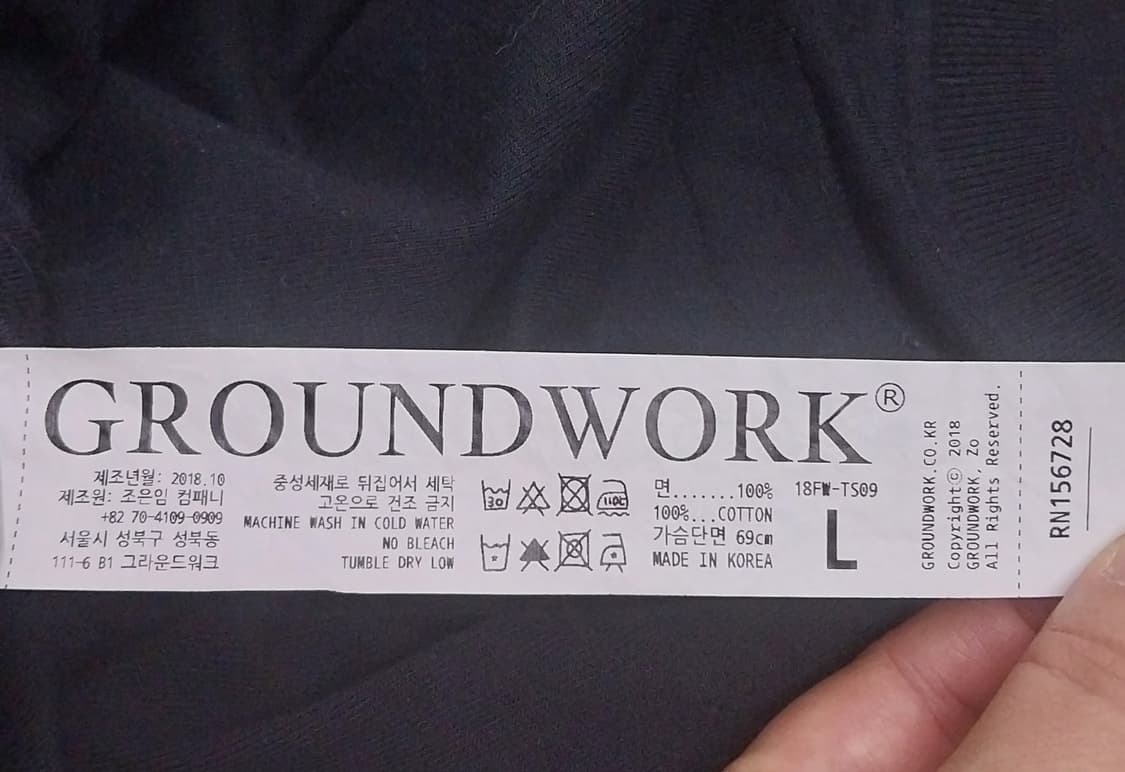 GROUNDWORK®
제조년월: 2018.10
제조원: 조은임 컴패니
+82 70-4109-0909
서울시 성북구 성북동
111-6 B1 그라운드워크
중성세재로 뒤집어서 세탁
고온으로 건조 금지
MACHINE WASH IN COLD WATER
NO BLEACH
TUMBLE DRY LOW
30
110C
면........100%
100%...COTTON
가슴단면 69cm
MADE IN KOREA
18FW-TS09
L
GROUNDWORK.CO.KR
Copyrightⓒ 2018
GROUNDWORK, Zo
All Rights Reserved.
RN156728